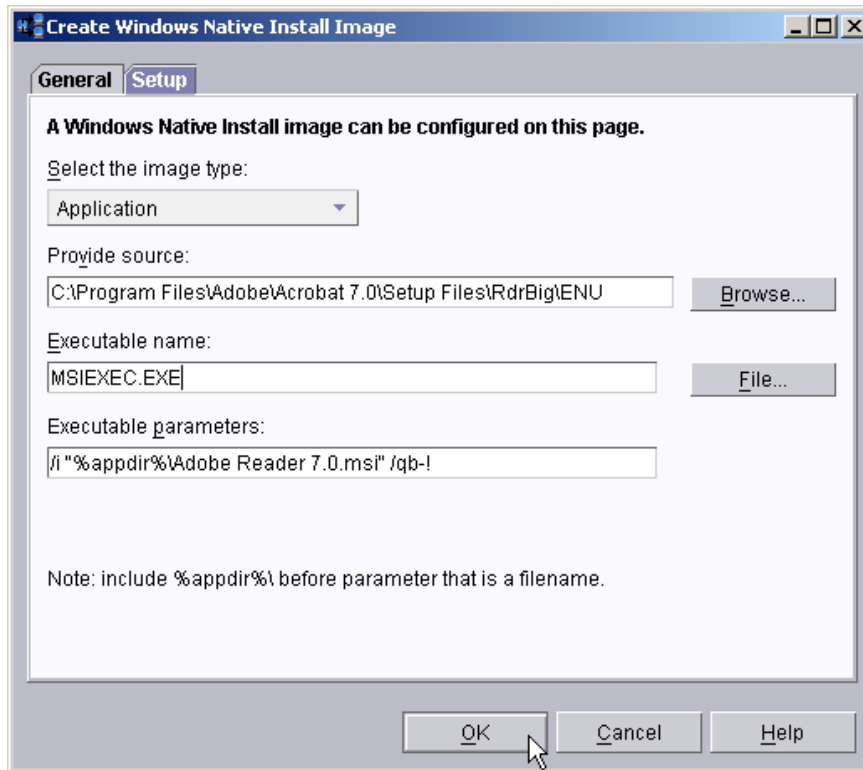 Create Windows Native Install Image
General Setup
A Windows Native Install image can be configured on this page.
Select the image type:
Application
Provide source:
C:\Program Files\Adobe\Acrobat 7.0\Setup Files\RdrBig\ENU
Browse...
Executable name:
MSIEXEC.EXE
File...
Executable parameters:
/i "%appdir%\Adobe Reader 7.0.msi" /qb-!
Note: include %appdir%\ before parameter that is a filename.
OK Cancel Help